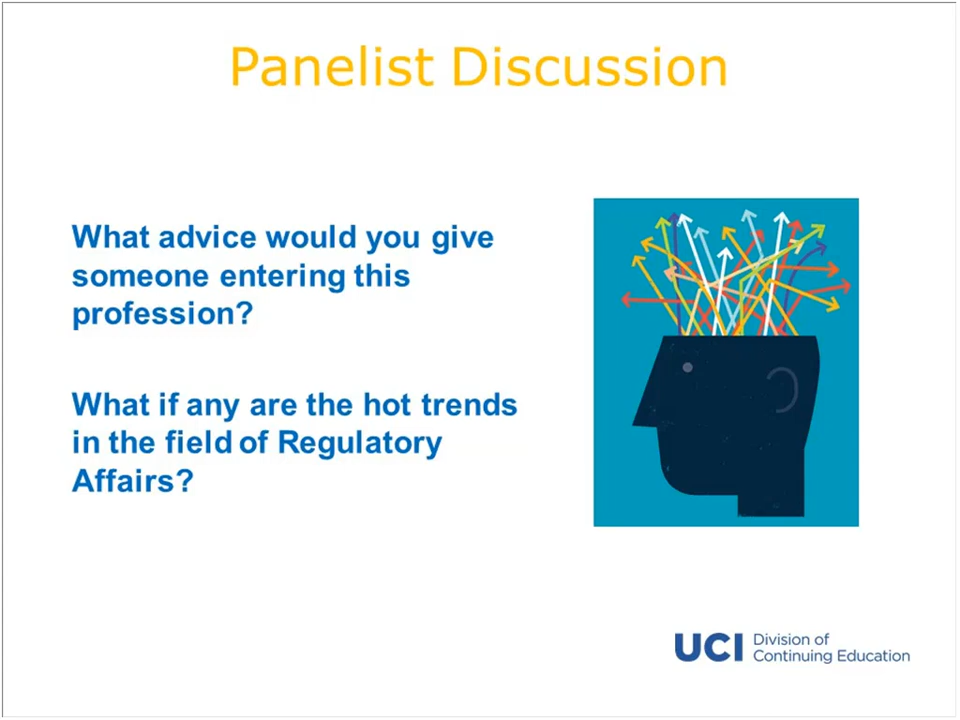 Panelist Discussion
What advice would you give
someone entering this
profession?
What if any are the hot trends
in the field of Regulatory
Affairs?
UCI Division of
Continuing Education